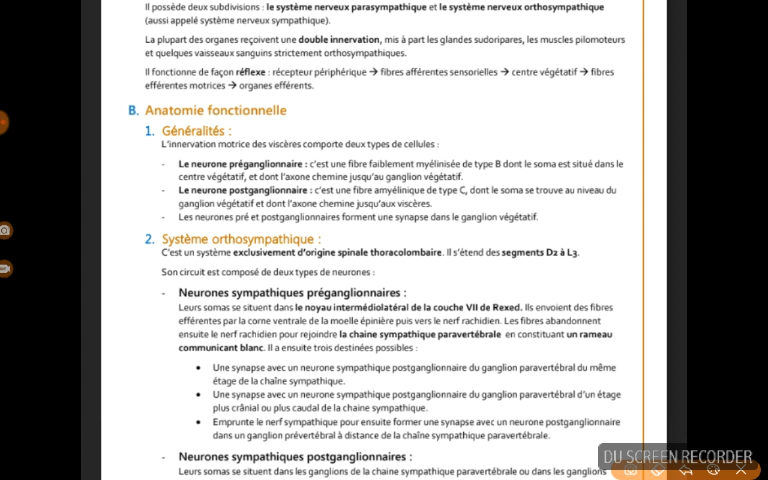 Il possède deux subdivisions : le système nerveux parasympathique et le système nerveux orthosympathique
(aussi appelé système nerveux sympathique).
La plupart des organes reçoivent une double innervation, mis à part les glandes sudoripares, les muscles pilomoteurs
et quelques vaisseaux sanguins strictement orthosympathiques.
Il fonctionne de façon réflexe : récepteur périphérique → fibres afférentes sensorielles → centre végétatif → fibres
efférentes motrices → organes efférents.
B. Anatomie fonctionnelle
1. Généralités :
L'innervation motrice des viscères comporte deux types de cellules :
- Le neurone préganglionnaire : c'est une fibre faiblement myélinisée de type B dont le soma est situé dans le
centre végétatif, et dont l'axone chemine jusqu'au ganglion végétatif.
- Le neurone postganglionnaire : c'est une fibre amyélinique de type C, dont le soma se trouve au niveau du
ganglion végétatif et dont l'axone chemine jusqu'aux viscères.
- Les neurones pré et postganglionnaires forment une synapse dans le ganglion végétatif.
2. Système orthosympathique :
C'est un système exclusivement d'origine spinale thoracolombaire. Il s'étend des segments D2 à L3.
Son circuit est composé de deux types de neurones :
- Neurones sympathiques préganglionnaires :
Leurs somas se situent dans le noyau intermédiolatéral de la couche VII de Rexed. Ils envoient des fibres
efférentes par la corne ventrale de la moelle épinière puis vers le nerf rachidien. Les fibres abandonnent
ensuite le nerf rachidien pour rejoindre la chaine sympathique paravertébrale en constituant un rameau
communicant blanc. Il a ensuite trois destinées possibles :
• Une synapse avec un neurone sympathique postganglionnaire du ganglion paravertébral du même
étage de la chaîne sympathique.
• Une synapse avec un neurone sympathique postganglionnaire du ganglion paravertébral d'un étage
plus crânial ou plus caudal de la chaine sympathique.
• Emprunte le nerf sympathique pour ensuite former une synapse avec un neurone postganglionnaire
dans un ganglion prévertébral à distance de la chaîne sympathique paravertébrale.
- Neurones sympathiques postganglionnaires :
Leurs somas se situent dans les ganglions de la chaine sympathique paravertébrale ou dans les ganglions
DU SCREEN RECORDER